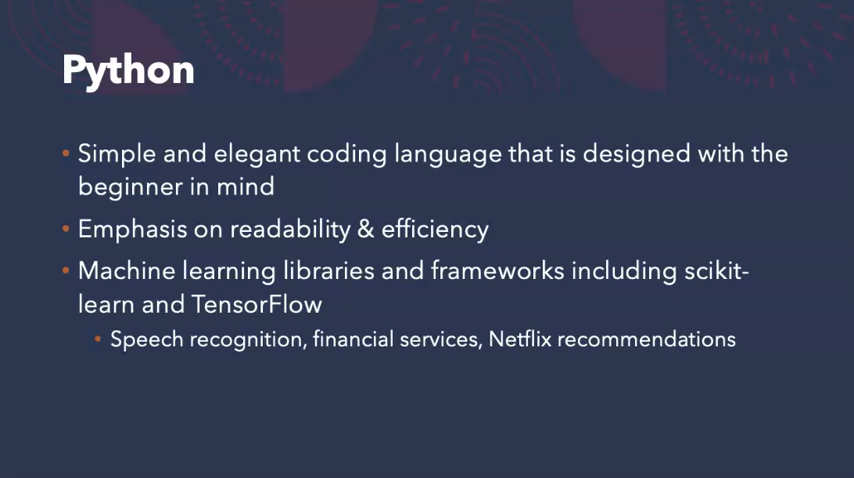 Python
• Simple and elegant coding language that is designed with the
beginner in mind
• Emphasis on readability & efficiency
• Machine learning libraries and frameworks including scikit-
learn and TensorFlow
• Speech recognition, financial services, Netflix recommendations